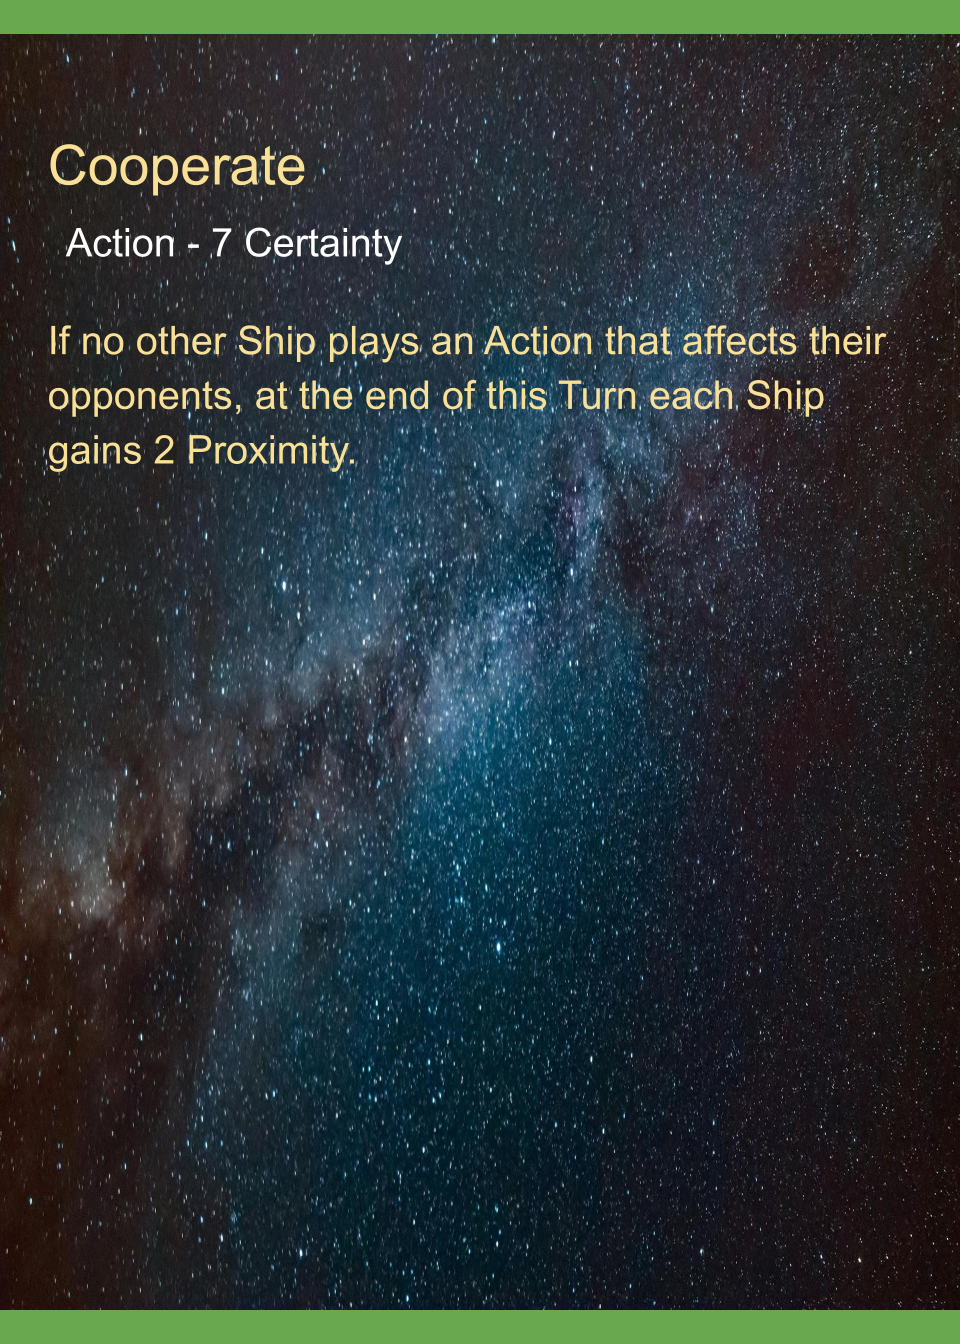 Cooperate
Action - 7 Certainty
If no other Ship plays an Action that affects their
opponents, at the end of this Turn each Ship
gains 2 Proximity.